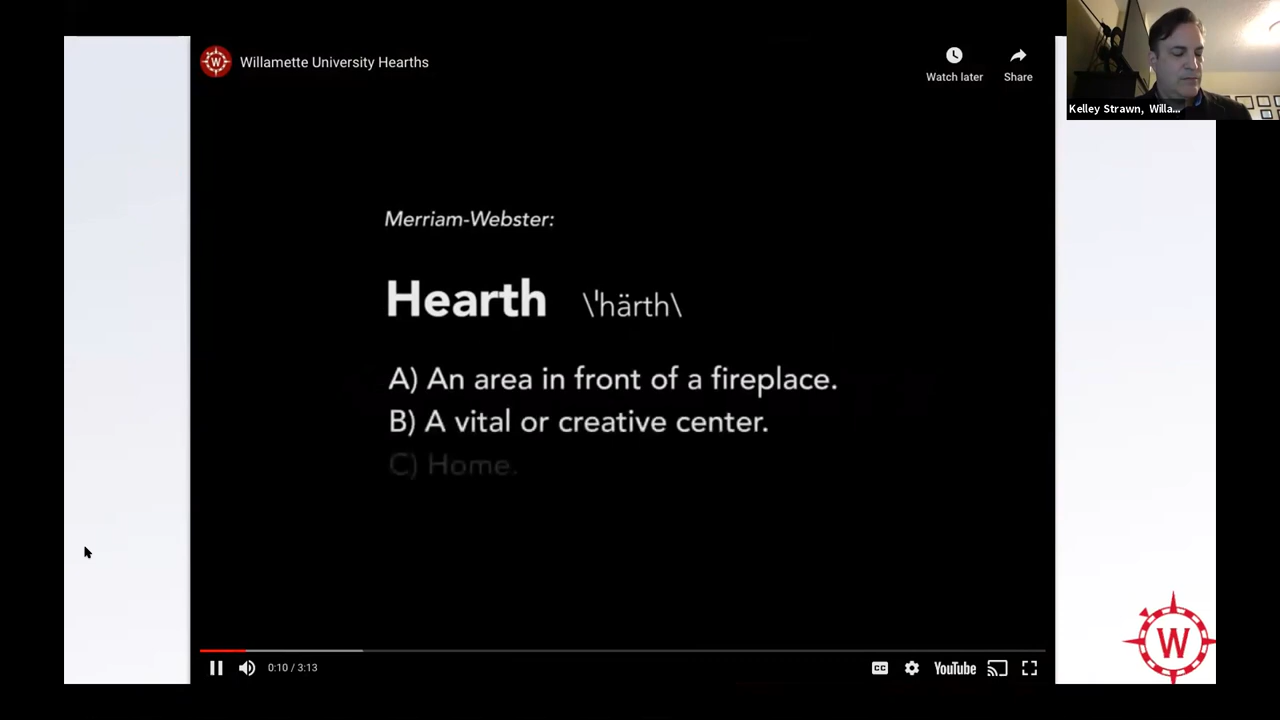 Willamette University Hearths
Watch later
Share
Kelley Strawn, Willa...
Merriam-Webster:
Hearth \'härth\
A) An area in front of a fireplace.
B) A vital or creative center.
C) Home.
0:10 / 3:13
CC
YouTube
W
W